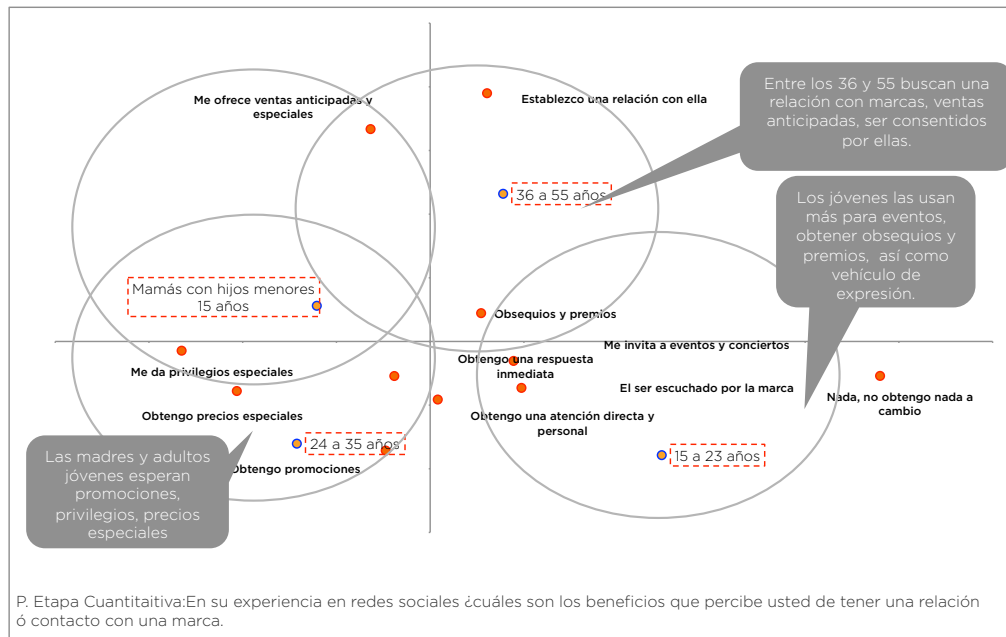 Me ofrece ventas anticipadas y
especiales
Establezco una relación con ella
Entre los 36 y 55 buscan una
relación con marcas, ventas
anticipadas, ser consentidos
por ellas.
36 a 55 años
Los jóvenes las usan
más para eventos,
obtener obsequios y
premios, así como
vehículo de
expresión.
Mamás con hijos menores
15 años
Obsequios y premios
Me invita a eventos y conciertos
Obtengo una respuesta
inmediata
Me da privilegios especiales
El ser escuchado por la marca
Nada, no obtengo nada a
cambio
Obtengo precios especiales
Obtengo una atención directa y
personal
24 a 35 años
15 a 23 años
Obtengo promociones
Las madres y adultos
jóvenes esperan
promociones,
privilegios, precios
especiales
P. Etapa Cuantitaitiva:En su experiencia en redes sociales ¿cuáles son los beneficios que percibe usted de tener una relación
ó contacto con una marca.